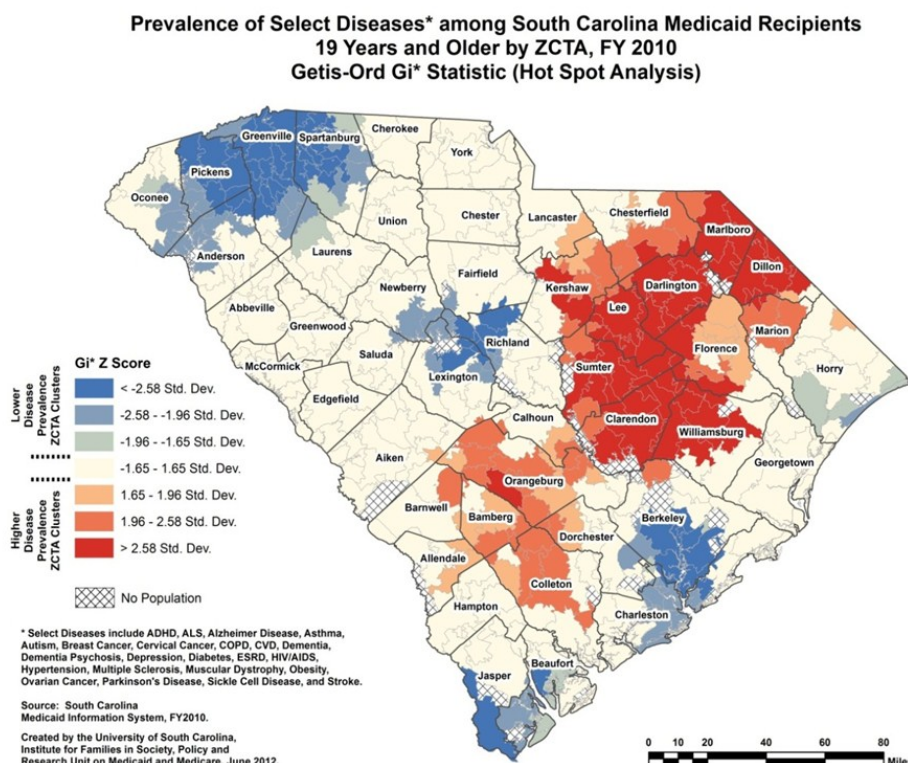 Prevalence of Select Diseases* among South Carolina Medicaid Recipients
19 Years and Older by ZCTA, FY 2010
Getis-Ord Gi* Statistic (Hot Spot Analysis)
Cherokee
Greenville
Spartanburg
York
Pickens
Oconee
Union
Chester
Lancaster
Chesterfield
Marlboro
Anderson
Laurens
Fairfield
Kershaw
Darlington
Dillon
Newberry
Lee
Abbeville
Greenwood
Richland
Florence
Marion
Saluda
Sumter
Horry
McCormick
Lexington
Edgefield
Calhoun
Clarendon
Williamsburg
Aiken
Georgetown
Orangeburg
Barnwell
Bamberg
Berkeley
Dorchester
Allendale
Colleton
Hampton
Charleston
Beaufort
Jasper
Gi* Z Score
Lower
Disease
Prevalence
ZCTA Clusters
< -2.58 Std. Dev.
-2.58 - -1.96 Std. Dev.
-1.96 - -1.65 Std. Dev.
-1.65 - 1.65 Std. Dev.
Higher
Disease
Prevalence
ZCTA Clusters
1.65 - 1.96 Std. Dev.
1.96 - 2.58 Std. Dev.
> 2.58 Std. Dev.
No Population
* Select Diseases include ADHD, ALS, Alzheimer Disease, Asthma,
Autism, Breast Cancer, Cervical Cancer, COPD, CVD, Dementia,
Dementia Psychosis, Depression, Diabetes, ESRD, HIV/AIDS,
Hypertension, Multiple Sclerosis, Muscular Dystrophy, Obesity,
Ovarian Cancer, Parkinson's Disease, Sickle Cell Disease, and Stroke.
Source: South Carolina
Medicaid Information System, FY2010.
Created by the University of South Carolina,
Institute for Families in Society, Policy and
Research Unit on Medicaid and Medicare, June 2012
0 10 20 40 60 80
Mile